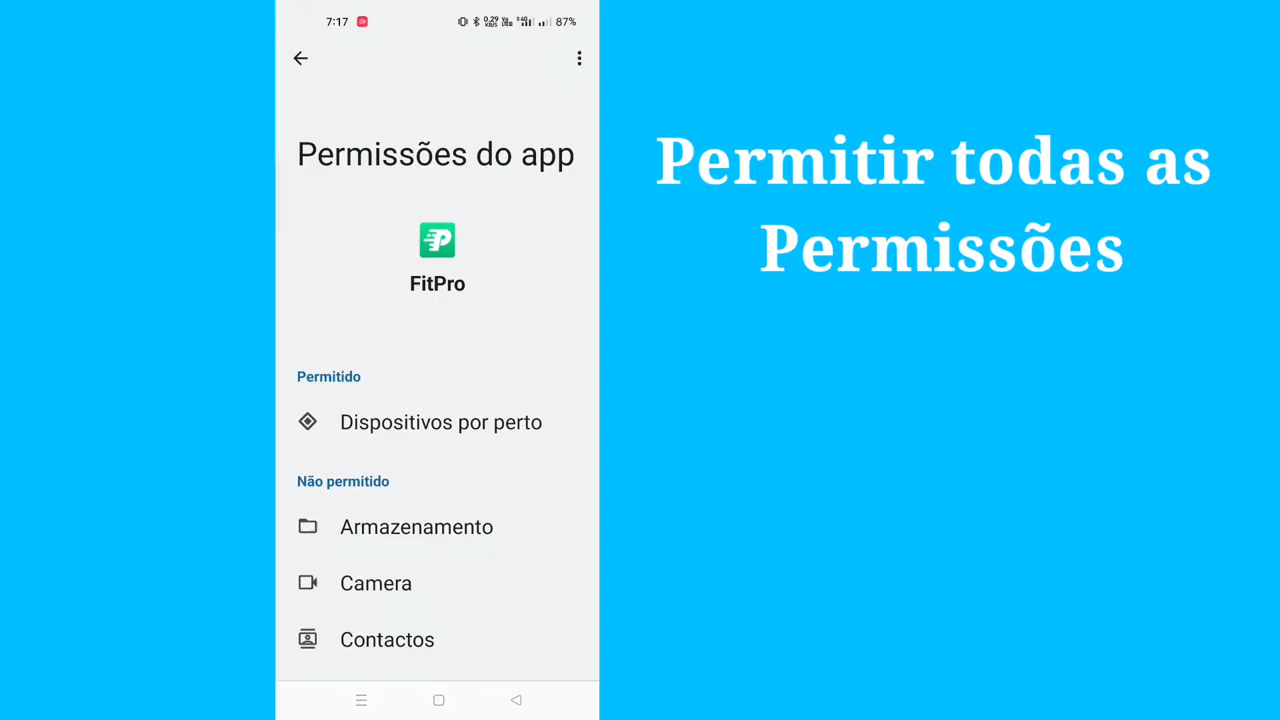 7:17
87%
Permissões do app
FitPro
Permitido
Dispositivos por perto
Não permitido
Armazenamento
Camera
Contactos
Permitir todas as
Permissões